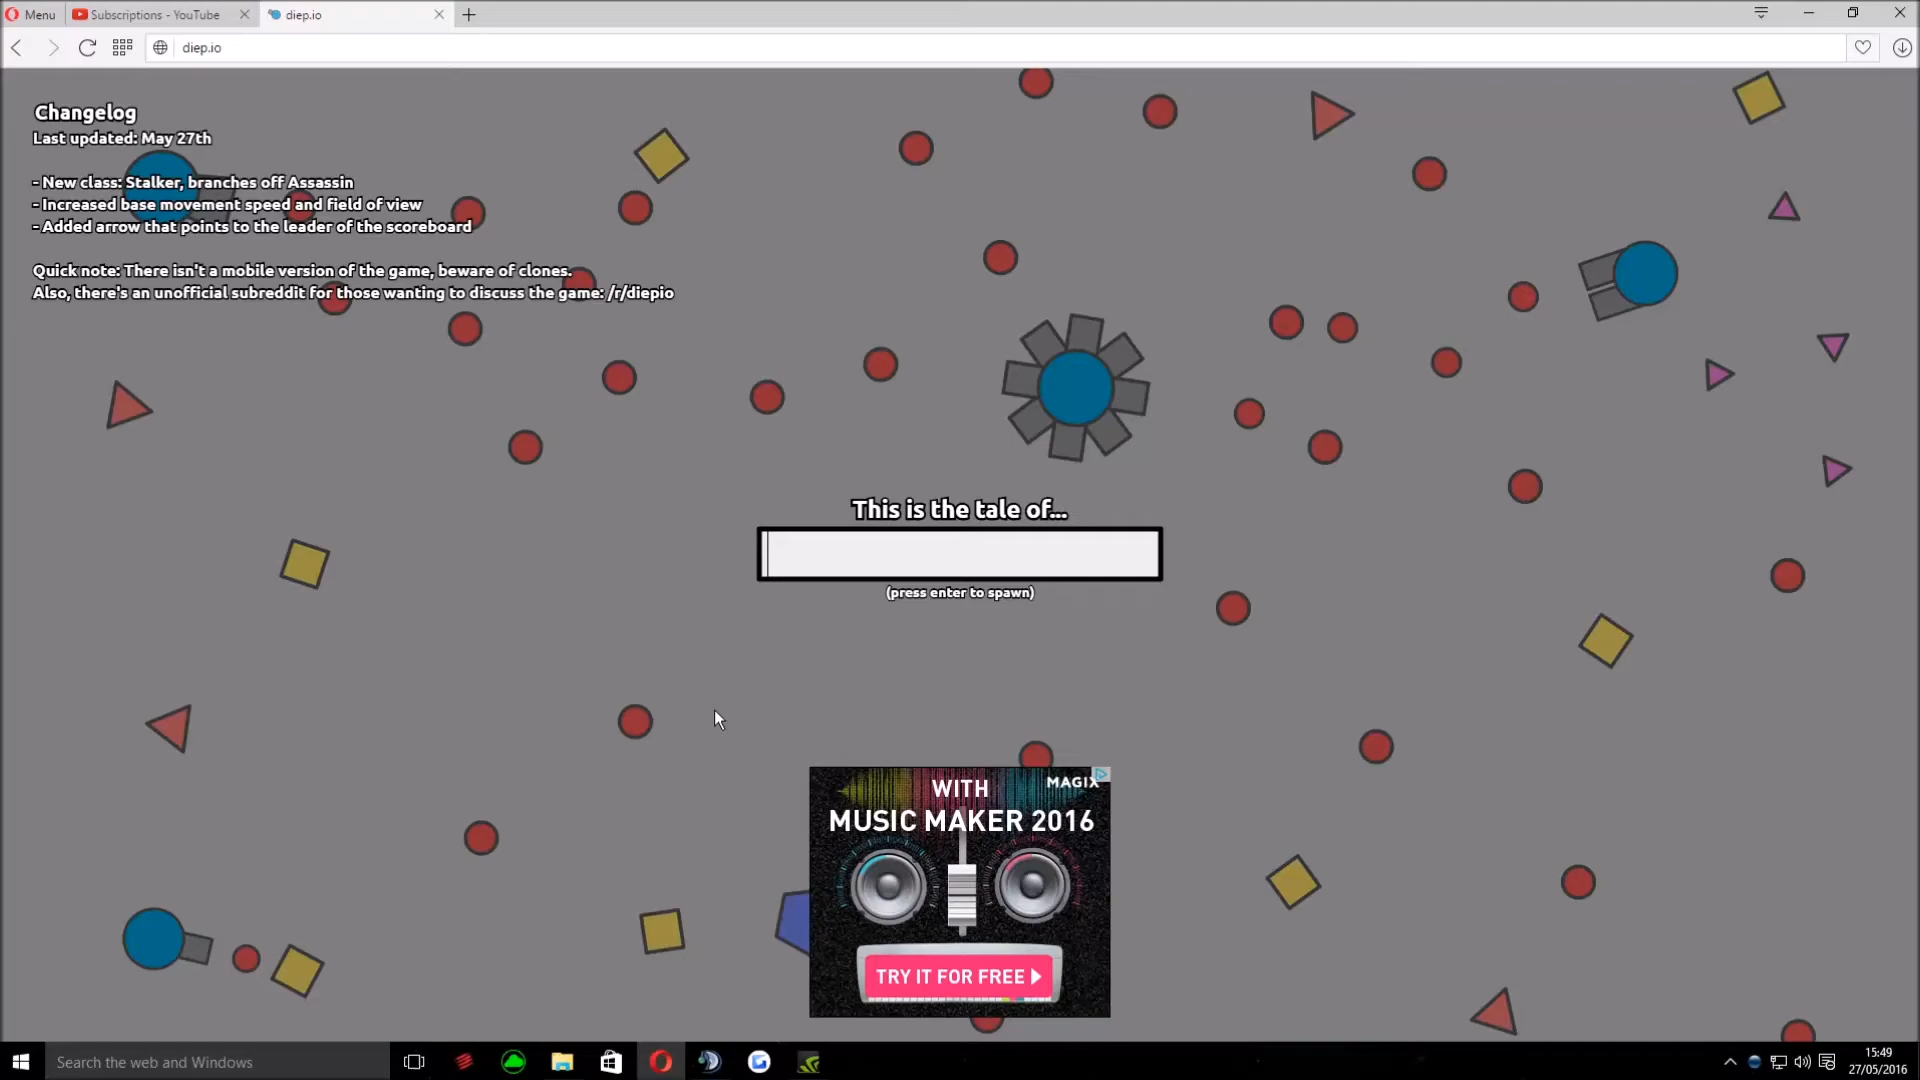 Menu
Subscriptions - YouTube
diep.io
diep.io
Changelog
Last updated: May 27th
- New class: Stalker, branches off Assassin
- Increased base movement speed and field of view
- Added arrow that points to the leader of the scoreboard
Quick note: There isn't a mobile version of the game, beware of clones.
Also, there's an unofficial subreddit for those wanting to discuss the game: /r/diepio
This is the tale of...
(press enter to spawn)
MAGIX
WITH
MUSIC MAKER 2016
TRY IT FOR FREE
Search the web and Windows
15:49
27/05/2016